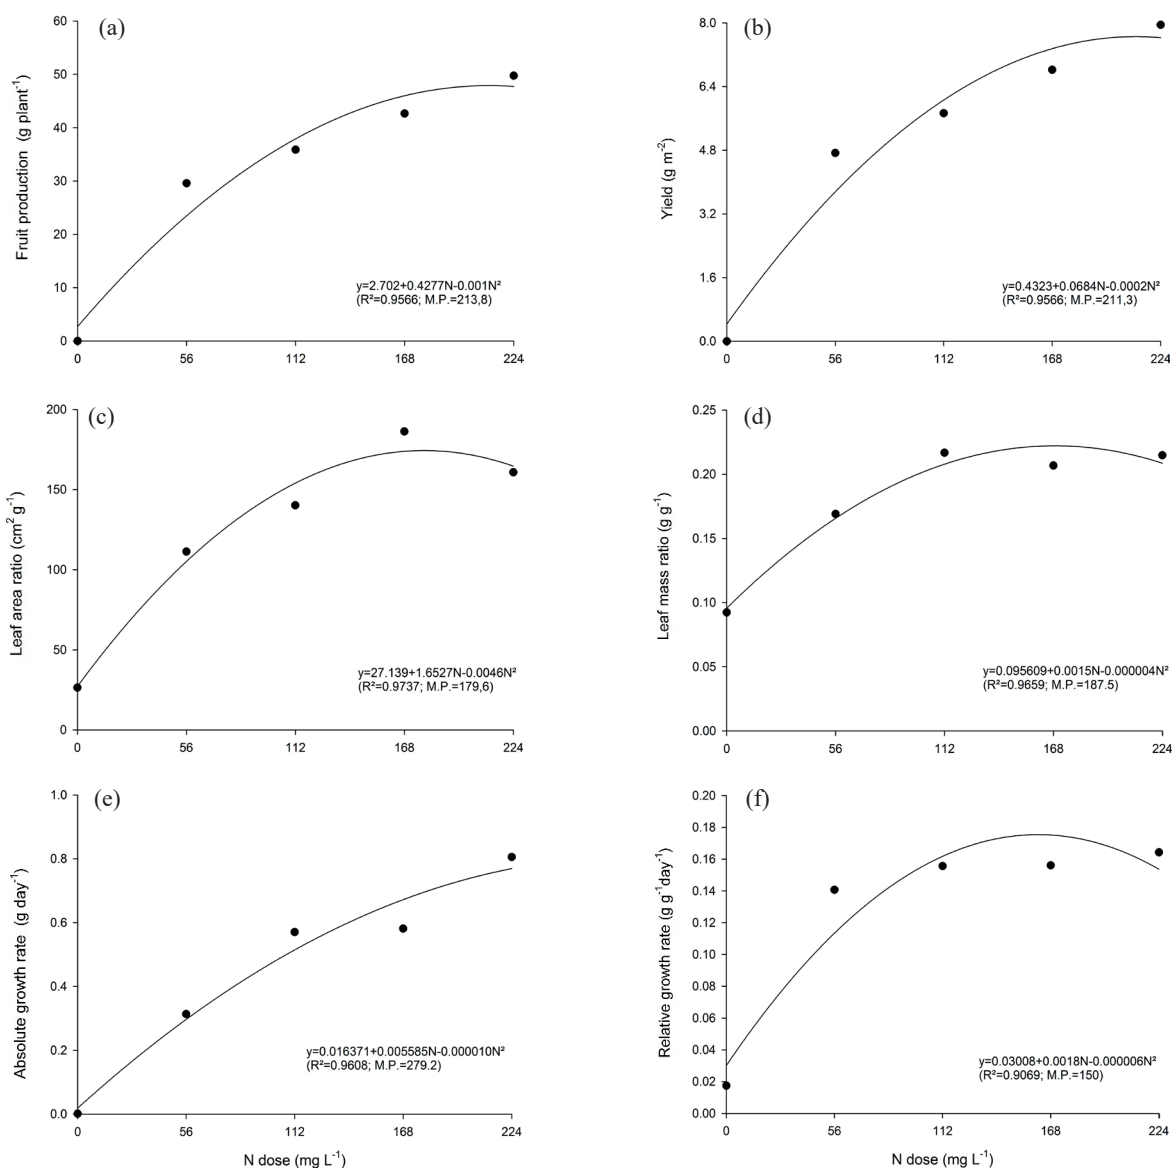 (a)
60
50
40
30
20
10
0
Fruit production (g plant⁻¹)
y=2.702+0.4277N-0.001N²
(R²=0.9566; M.P.=213,8)
0 56 112 168 224
(b)
8.0
6.4
4.8
3.2
1.6
0.0
Yield (g m⁻²)
y=0.4323+0.0684N-0.0002N²
(R²=0.9566; M.P.=211,3)
0 56 112 168 224
(c)
200
150
100
50
0
Leaf area ratio (cm² g⁻¹)
y=27.139+1.6527N-0.0046N²
(R²=0.9737; M.P.=179,6)
0 56 112 168 224
(d)
0.25
0.20
0.15
0.10
0.05
0.00
Leaf mass ratio (g g⁻¹)
y=0.095609+0.0015N-0.000004N²
(R²=0.9659; M.P.=187.5)
0 56 112 168 224
(e)
1.0
0.8
0.6
0.4
0.2
0.0
Absolute growth rate (g day⁻¹)
y=0.016371+0.005585N-0.000010N²
(R²=0.9608; M.P.=279.2)
0 56 112 168 224
N dose (mg L⁻¹)
(f)
0.20
0.18
0.16
0.14
0.12
0.10
0.08
0.06
0.04
0.02
0.00
Relative growth rate (g g⁻¹day⁻¹)
y=0.03008+0.0018N-0.000006N²
(R²=0.9069; M.P.=150)
0 56 112 168 224
N dose (mg L⁻¹)